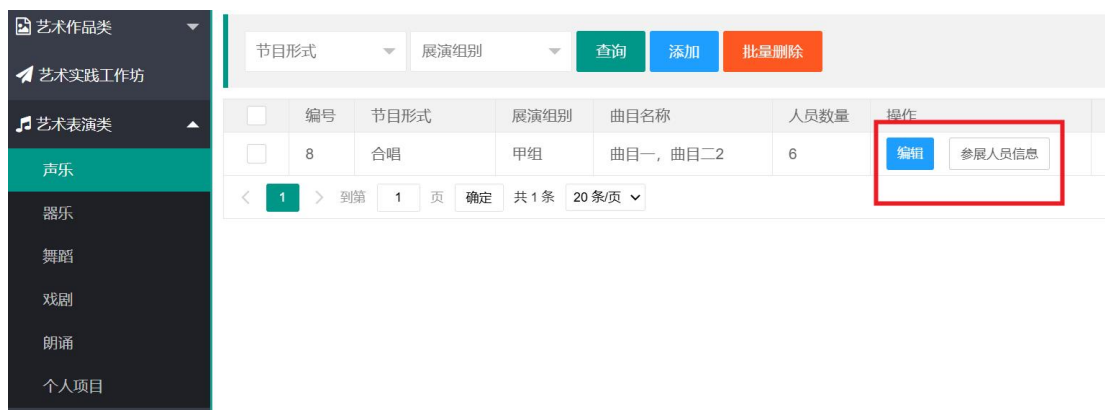 艺术作品类
艺术实践工作坊
艺术表演类
声乐
器乐
舞蹈
戏剧
朗诵
个人项目
节目形式 展演组别 查询 添加 批量删除
编号 节目形式 展演组别 曲目名称 人员数量 操作
8 合唱 甲组 曲目一，曲目二2 6 编辑 参展人员信息
< 1 > 到第 1 页 确定 共 1 条 20 条/页